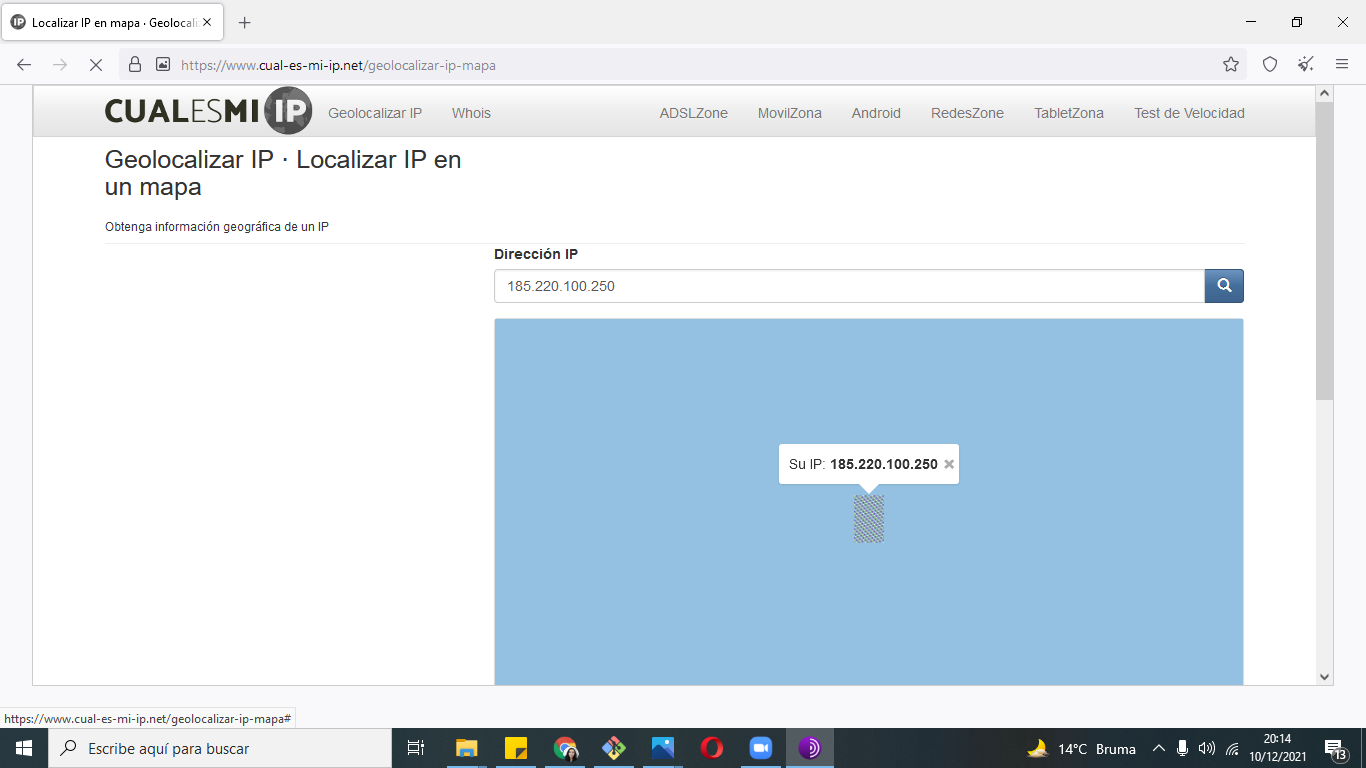 Localizar IP en mapa · Geolocaliz
https://www.cual-es-mi-ip.net/geolocalizar-ip-mapa
CUALESMI IP
Geolocalizar IP
Whois
ADSLZone
MovilZona
Android
RedesZone
TabletZona
Test de Velocidad
Geolocalizar IP · Localizar IP en
un mapa
Obtenga información geográfica de un IP
Dirección IP
185.220.100.250
Su IP: 185.220.100.250
https://www.cual-es-mi-ip.net/geolocalizar-ip-mapa#
Escribe aquí para buscar
14°C Bruma
20:14
10/12/2021
13